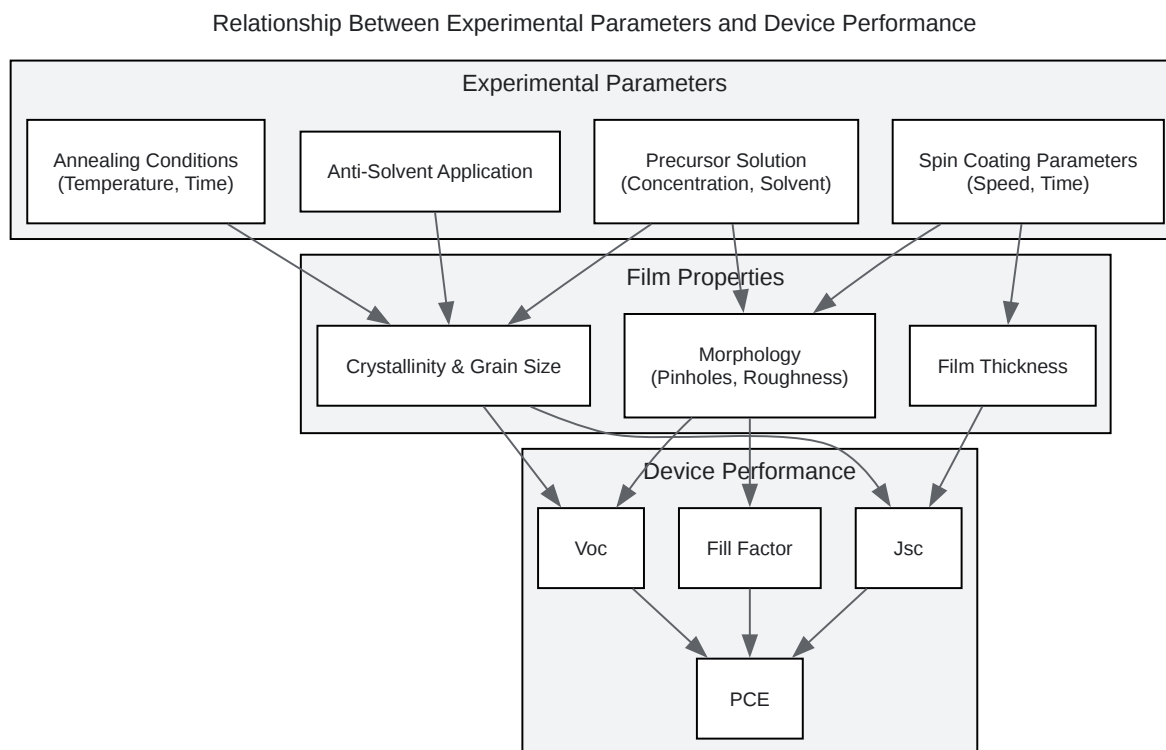 Relationship Between Experimental Parameters and Device Performance
Experimental Parameters
Annealing Conditions
(Temperature, Time)
Anti-Solvent Application
Precursor Solution
(Concentration, Solvent)
Spin Coating Parameters
(Speed, Time)
Film Properties
Crystallinity & Grain Size
Morphology
(Pinholes, Roughness)
Film Thickness
Device Performance
Voc
Fill Factor
Jsc
PCE